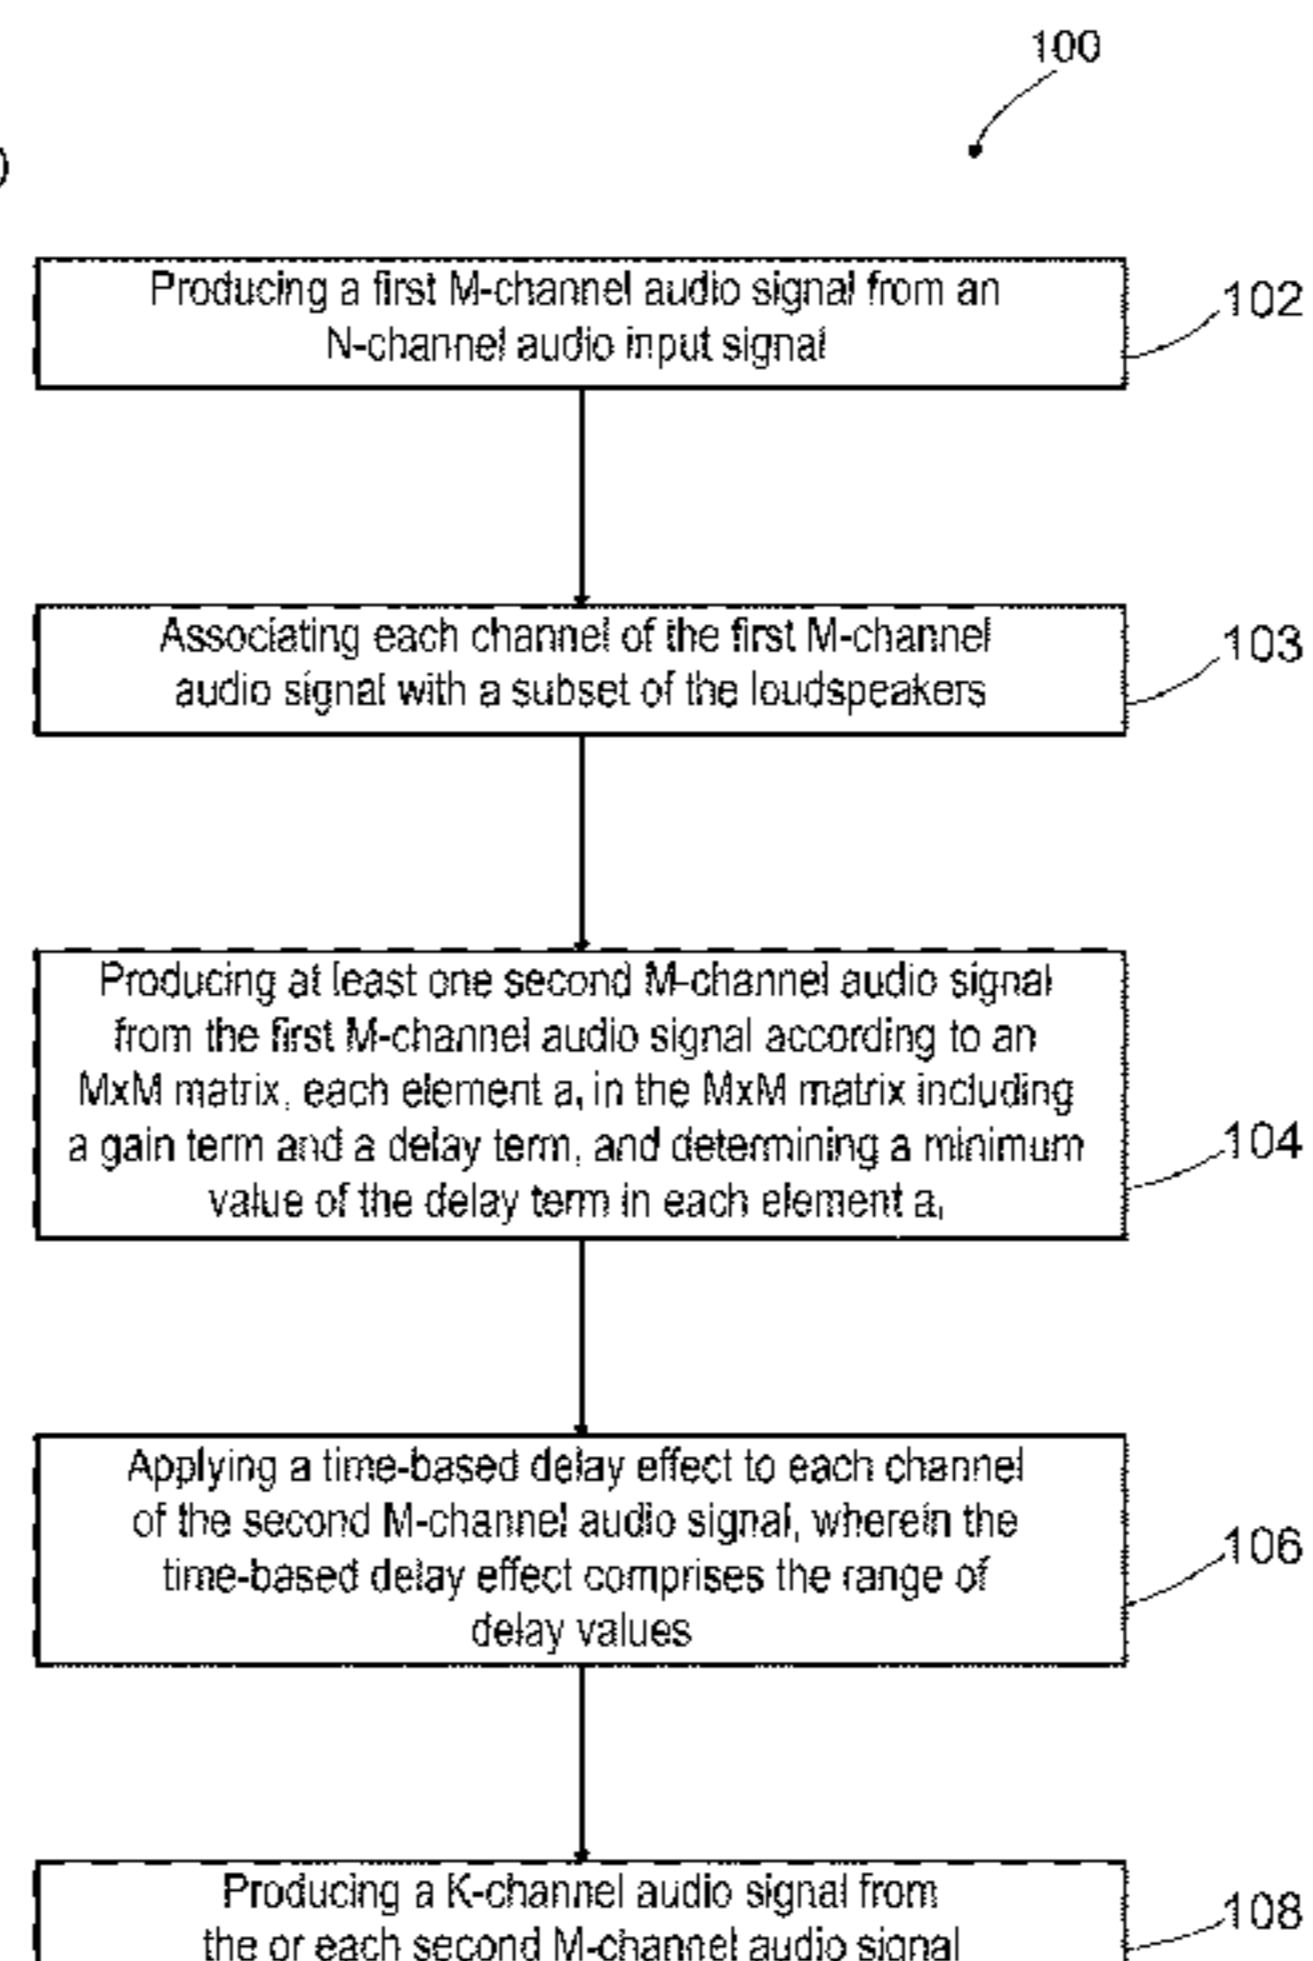 100
)
Producing a first M-channel audio signal from an
N-channel audio input signal
102
Associating each channel of the first M-channel
audio signal with a subset of the loudspeakers
103
Producing at least one second M-channel audio signal
from the first M-channel audio signal according to an
MxM matrix, each element aᵢ in the MxM matrix including
a gain term and a delay term, and determining a minimum
value of the delay term in each element aᵢ
104
Applying a time-based delay effect to each channel
of the second M-channel audio signal, wherein the
time-based delay effect comprises the range of
delay values
106
Producing a K-channel audio signal from
the or each second M-channel audio signal
108